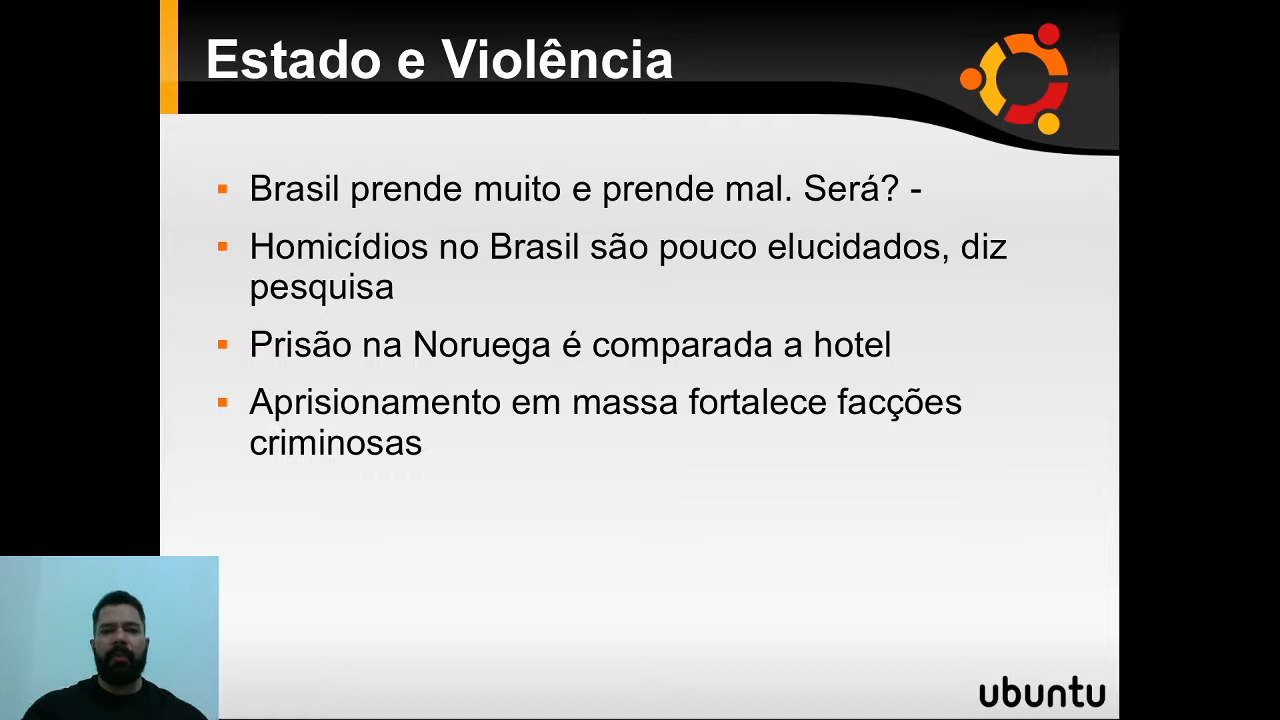 Estado e Violência
Brasil prende muito e prende mal. Será? -
Homicídios no Brasil são pouco elucidados, diz
pesquisa
Prisão na Noruega é comparada a hotel
Aprisionamento em massa fortalece facções
criminosas
ubuntu